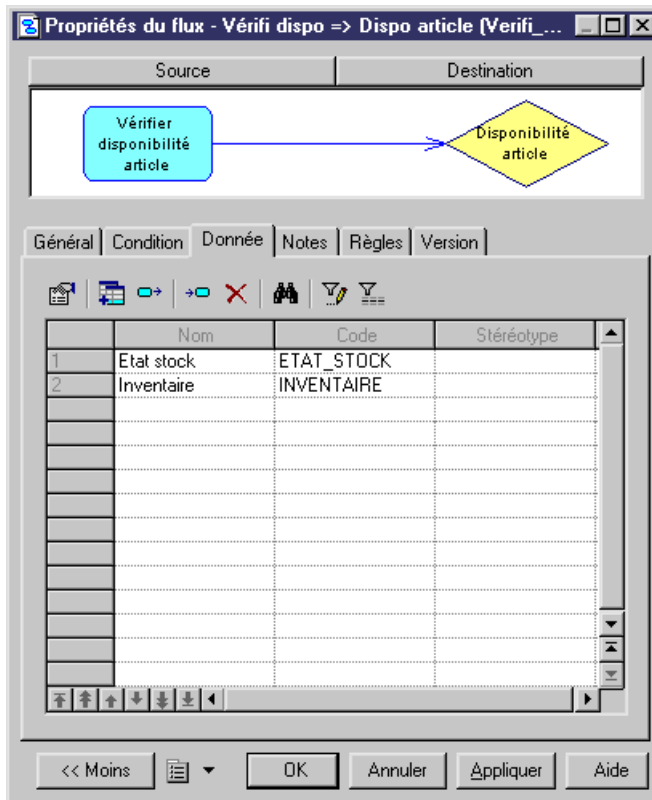 Propriétés du flux - Vérifi dispo => Dispo article (Verifi_...
Source Destination
Vérifier
disponibilité
article
Disponibilité
article
Général Condition Donnée Notes Règles Version
Nom Code Stéréotype
1 Etat stock ETAT_STOCK
2 Inventaire INVENTAIRE
<< Moins OK Annuler Appliquer Aide